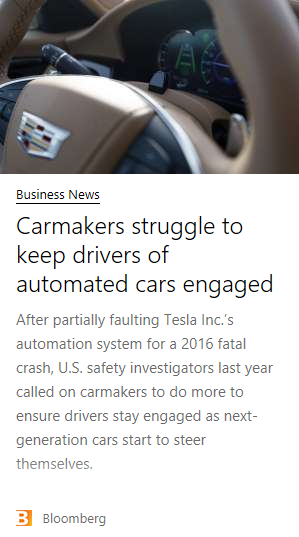 Business News
Carmakers struggle to
keep drivers of
automated cars engaged
After partially faulting Tesla Inc.’s
automation system for a 2016 fatal
crash, U.S. safety investigators last year
called on carmakers to do more to
ensure drivers stay engaged as next-
generation cars start to steer
themselves.
B Bloomberg